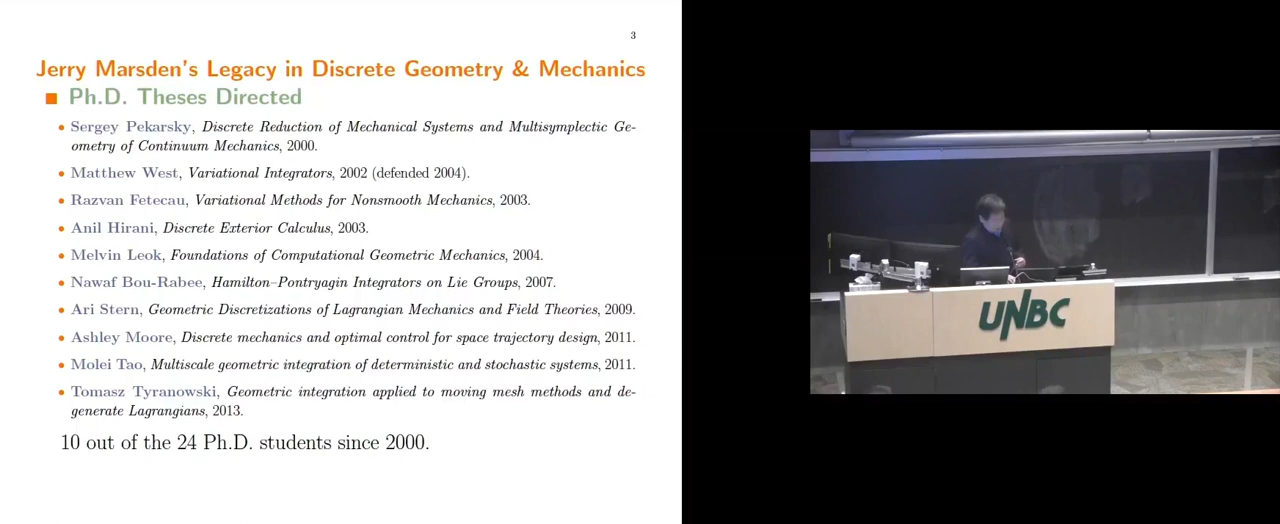 3
Jerry Marsden's Legacy in Discrete Geometry & Mechanics
Ph.D. Theses Directed
Sergey Pekarsky, Discrete Reduction of Mechanical Systems and Multisymplectic Ge-
ometry of Continuum Mechanics, 2000.
Matthew West, Variational Integrators, 2002 (defended 2004).
Razvan Fetecau, Variational Methods for Nonsmooth Mechanics, 2003.
Anil Hirani, Discrete Exterior Calculus, 2003.
Melvin Leok, Foundations of Computational Geometric Mechanics, 2004.
Nawaf Bou-Rabee, Hamilton–Pontryagin Integrators on Lie Groups, 2007.
Ari Stern, Geometric Discretizations of Lagrangian Mechanics and Field Theories, 2009.
Ashley Moore, Discrete mechanics and optimal control for space trajectory design, 2011.
Molei Tao, Multiscale geometric integration of deterministic and stochastic systems, 2011.
Tomasz Tyranowski, Geometric integration applied to moving mesh methods and de-
generate Lagrangians, 2013.
10 out of the 24 Ph.D. students since 2000.
UNBC